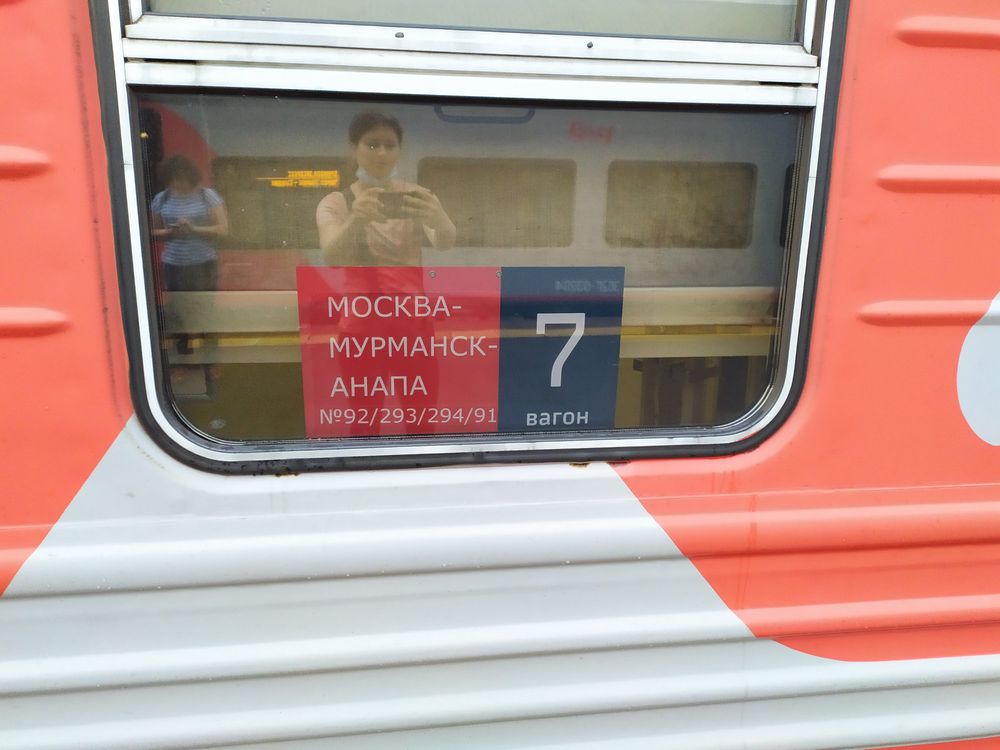 МОСКВА-
МУРМАНСК-
АНАПА
№92/293/294/91
7
вагон